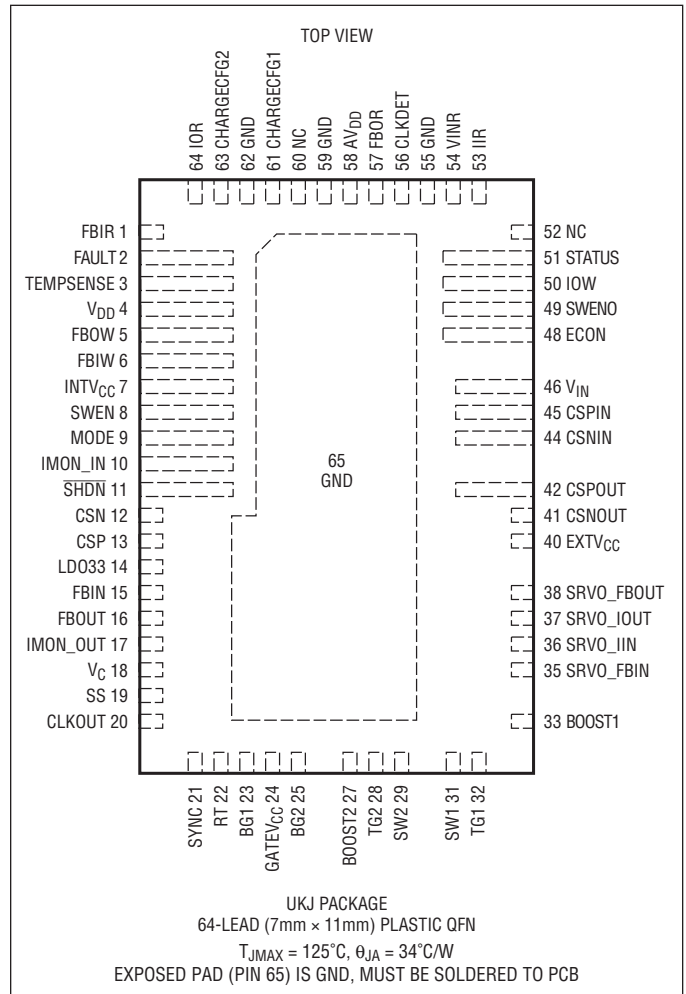 TOP VIEW
64 IOR
63 CHARGECFG2
62 GND
61 CHARGECFG1
60 NC
59 GND
58 AVDD
57 FBOR
56 CLKDET
55 GND
54 VINR
53 IIR
FBIR 1
FAULT 2
TEMPSENSE 3
VDD 4
FBOW 5
FBIW 6
INTVCC 7
SWEN 8
MODE 9
IMON_IN 10
SHDN 11
CSN 12
CSP 13
LDO33 14
FBIN 15
FBOUT 16
IMON_OUT 17
VC 18
SS 19
CLKOUT 20
65
GND
52 NC
51 STATUS
50 IOW
49 SWENO
48 ECON
46 VIN
45 CSPIN
44 CSNIN
42 CSPOUT
41 CSNOUT
40 EXTVCC
38 SRVO_FBOUT
37 SRVO_IOUT
36 SRVO_IIN
35 SRVO_FBIN
33 BOOST1
SYNC 21
RT 22
BG1 23
GATEVCC 24
BG2 25
BOOST2 27
TG2 28
SW2 29
SW1 31
TG1 32
UKJ PACKAGE
64-LEAD (7mm × 11mm) PLASTIC QFN
TJMAX = 125°C, θJA = 34°C/W
EXPOSED PAD (PIN 65) IS GND, MUST BE SOLDERED TO PCB